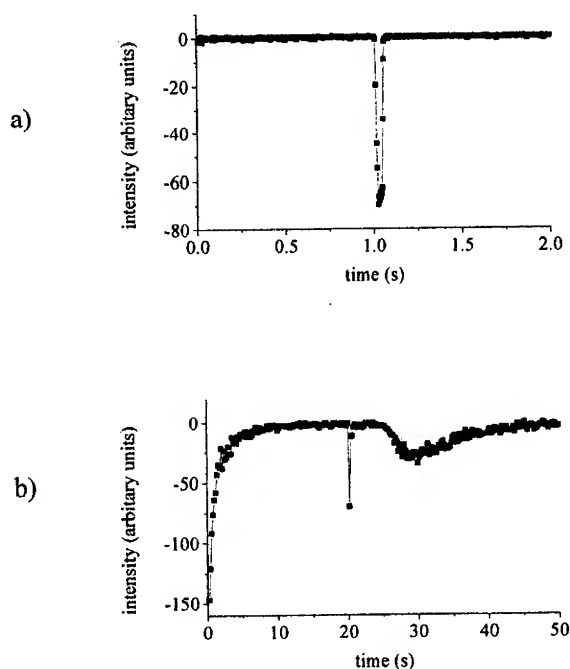 a)
intensity (arbitary units)
0
-20
-40
-60
-80
0.0 0.5 1.0 1.5 2.0
time (s)
b)
intensity (arbitary units)
0
-50
-100
-150
0 10 20 30 40 50
time (s)